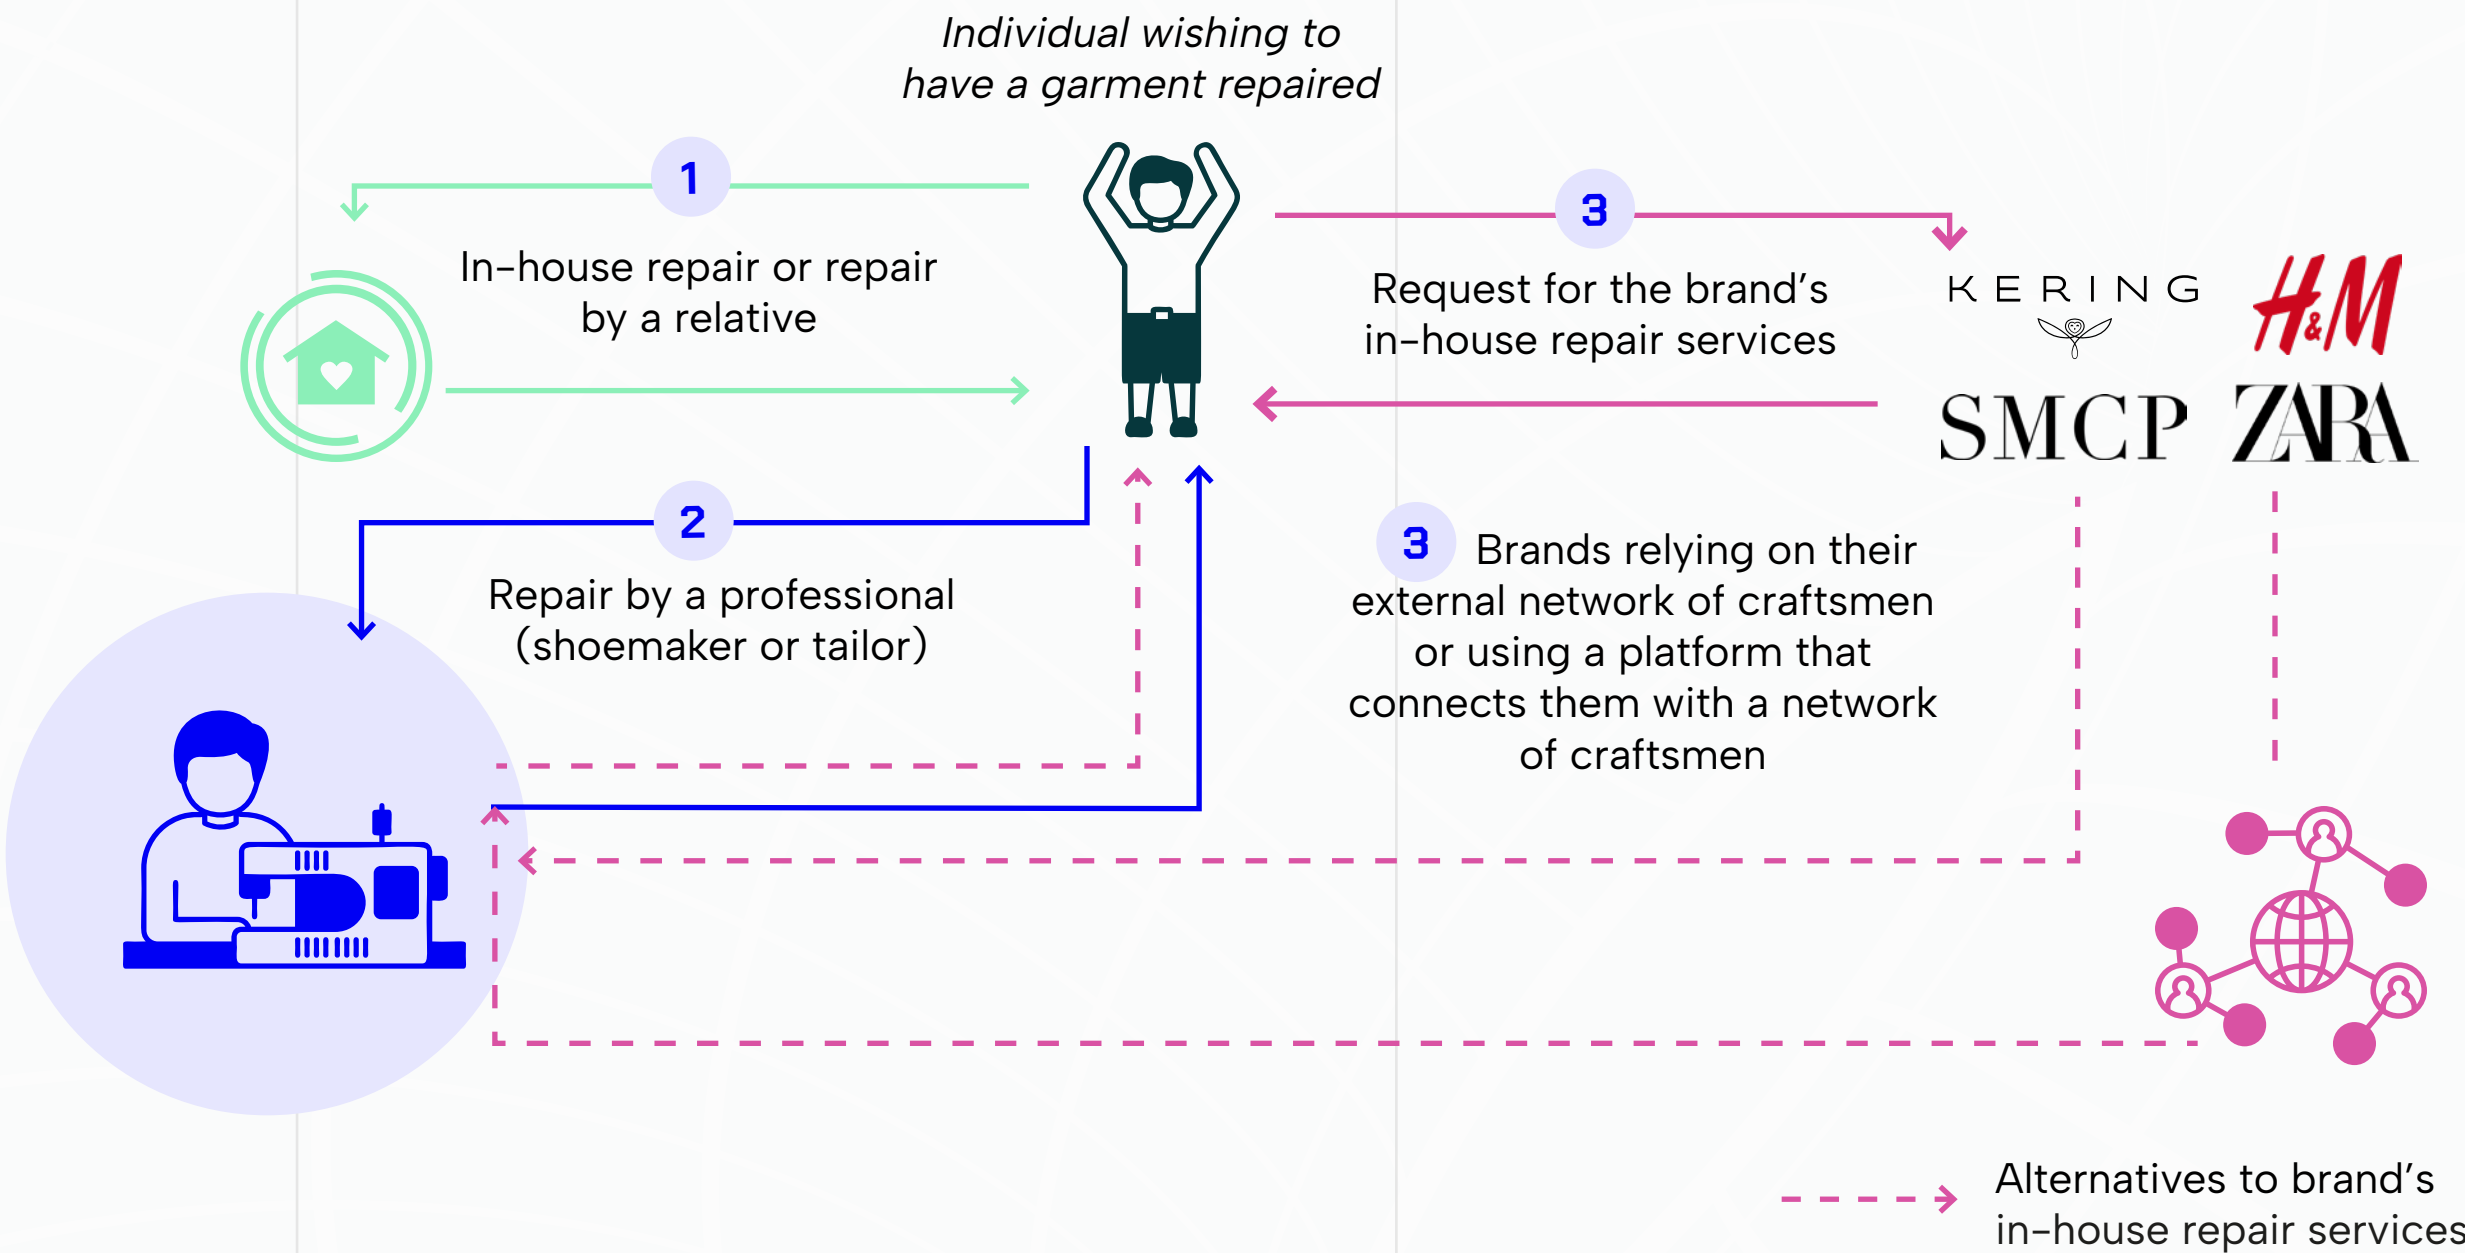 Individual wishing to
have a garment repaired
1
In-house repair or repair
by a relative
3
Request for the brand's
in-house repair services
KERING
H&M
SMCP
ZARA
2
Repair by a professional
(shoemaker or tailor)
3 Brands relying on their
external network of craftsmen
or using a platform that
connects them with a network
of craftsmen
Alternatives to brand's
in-house repair services